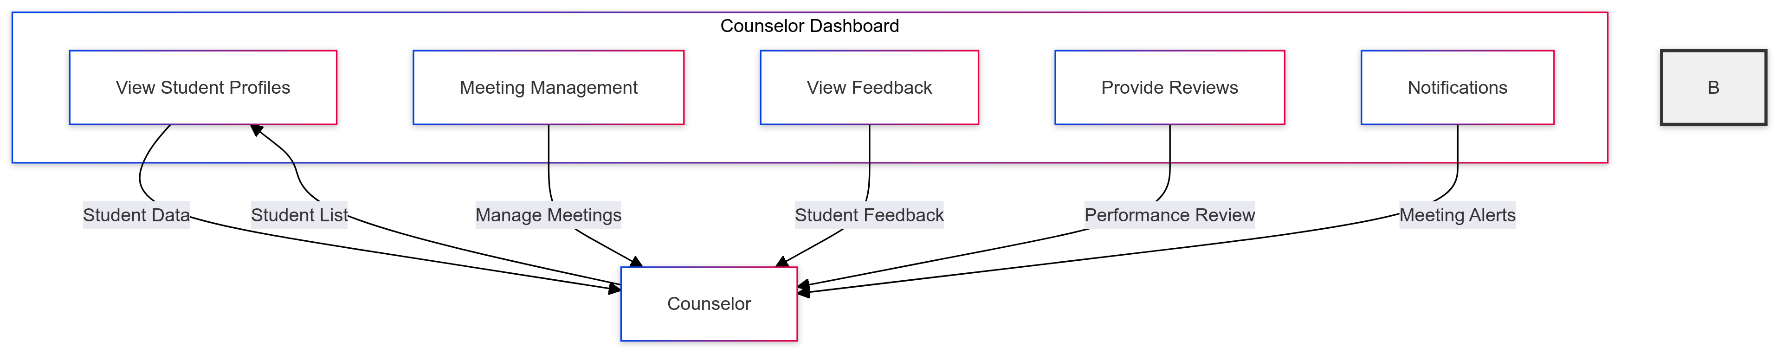 Counselor Dashboard
View Student Profiles
Meeting Management
View Feedback
Provide Reviews
Notifications
B
Student Data
Student List
Manage Meetings
Student Feedback
Performance Review
Meeting Alerts
Counselor